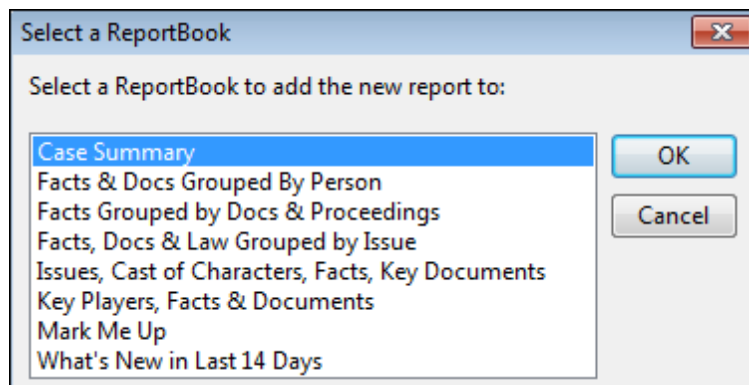 Select a ReportBook
Select a ReportBook to add the new report to:
Case Summary
Facts & Docs Grouped By Person
Facts Grouped by Docs & Proceedings
Facts, Docs & Law Grouped by Issue
Issues, Cast of Characters, Facts, Key Documents
Key Players, Facts & Documents
Mark Me Up
What's New in Last 14 Days
OK
Cancel